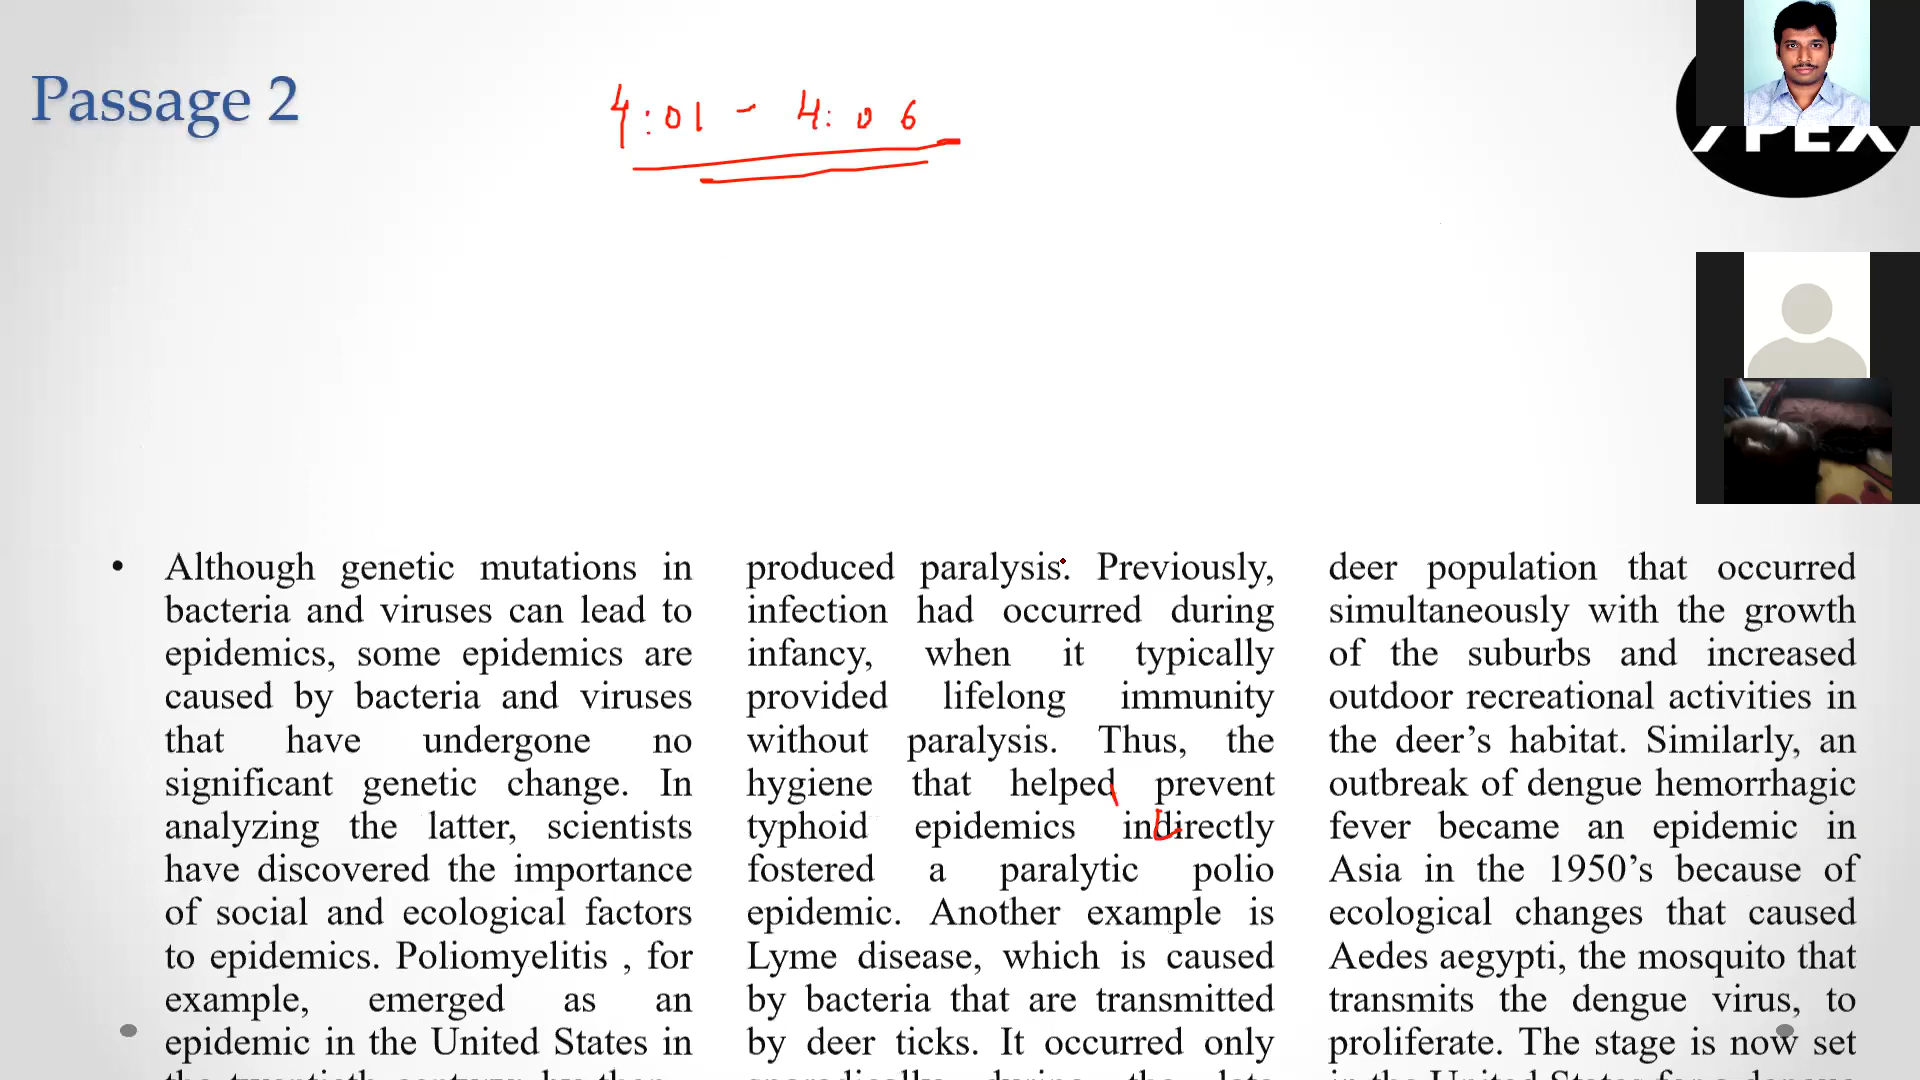 Passage 2
4:01 - 4:06
APEX
• Although genetic mutations in
bacteria and viruses can lead to
epidemics, some epidemics are
caused by bacteria and viruses
that have undergone no
significant genetic change. In
analyzing the latter, scientists
have discovered the importance
of social and ecological factors
to epidemics. Poliomyelitis , for
example, emerged as an
epidemic in the United States in
produced paralysis. Previously,
infection had occurred during
infancy, when it typically
provided lifelong immunity
without paralysis. Thus, the
hygiene that helped prevent
typhoid epidemics indirectly
fostered a paralytic polio
epidemic. Another example is
Lyme disease, which is caused
by bacteria that are transmitted
by deer ticks. It occurred only
deer population that occurred
simultaneously with the growth
of the suburbs and increased
outdoor recreational activities in
the deer’s habitat. Similarly, an
outbreak of dengue hemorrhagic
fever became an epidemic in
Asia in the 1950’s because of
ecological changes that caused
Aedes aegypti, the mosquito that
transmits the dengue virus, to
proliferate. The stage is now set